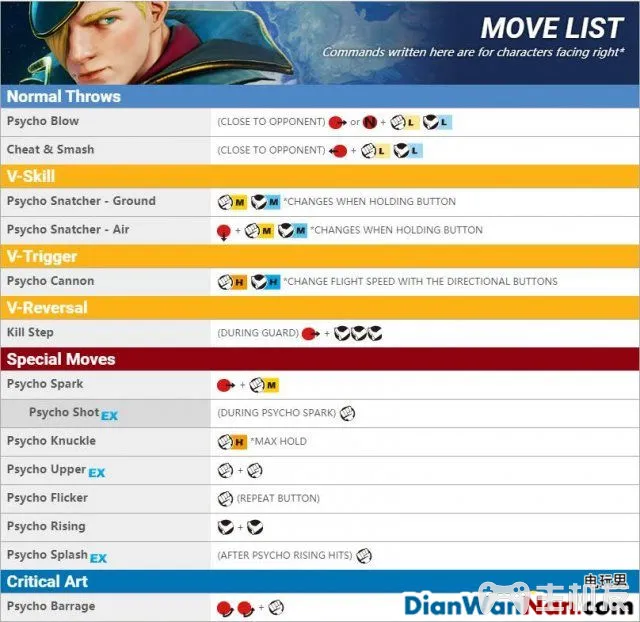 MOVE LIST
Commands written here are for characters facing right*
Normal Throws
Psycho Blow (CLOSE TO OPPONENT) or N + L L
Cheat & Smash (CLOSE TO OPPONENT) + L L
V-Skill
Psycho Snatcher - Ground M M *CHANGES WHEN HOLDING BUTTON
Psycho Snatcher - Air + M M *CHANGES WHEN HOLDING BUTTON
V-Trigger
Psycho Cannon H H *CHANGE FLIGHT SPEED WITH THE DIRECTIONAL BUTTONS
V-Reversal
Kill Step (DURING GUARD) +
Special Moves
Psycho Spark + M
Psycho Shot EX (DURING PSYCHO SPARK)
Psycho Knuckle H *MAX HOLD
Psycho Upper EX +
Psycho Flicker (REPEAT BUTTON)
Psycho Rising +
Psycho Splash EX (AFTER PSYCHO RISING HITS)
Critical Art
电玩男
Psycho Barrage +
DianWanNan.com